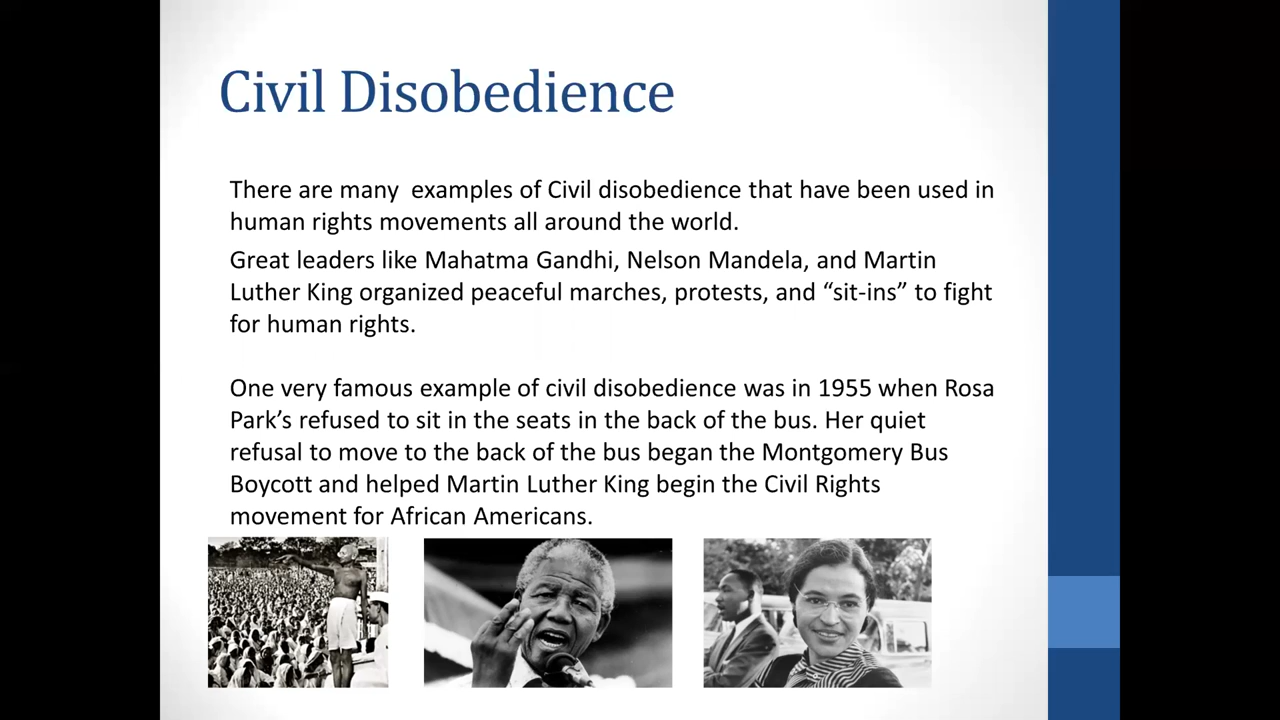 Civil Disobedience
There are many  examples of Civil disobedience that have been used in
human rights movements all around the world.
Great leaders like Mahatma Gandhi, Nelson Mandela, and Martin
Luther King organized peaceful marches, protests, and “sit-ins” to fight
for human rights.
One very famous example of civil disobedience was in 1955 when Rosa
Park’s refused to sit in the seats in the back of the bus. Her quiet
refusal to move to the back of the bus began the Montgomery Bus
Boycott and helped Martin Luther King begin the Civil Rights
movement for African Americans.